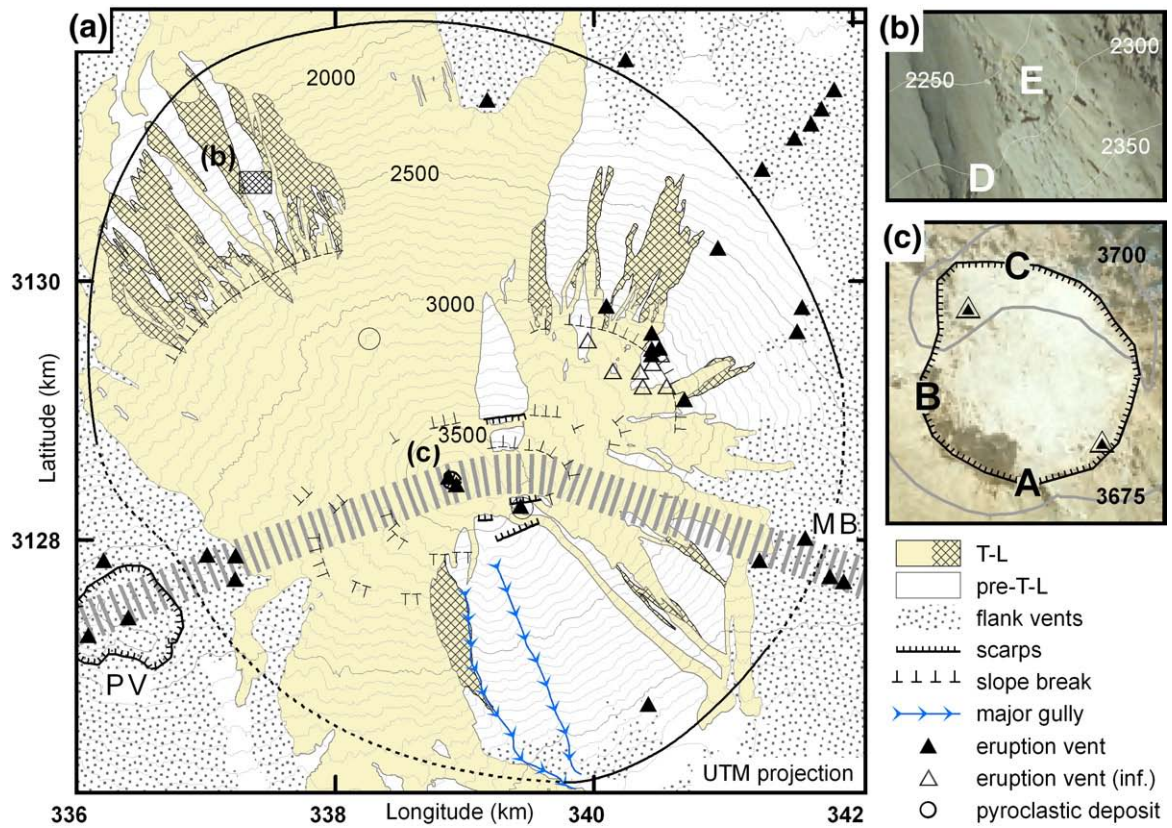 (a)
2000
(b)
2500
3130
3000
3500
(c)
3128
MB
PV
UTM projection
336
338
340
342
Latitude (km)
Longitude (km)
(b)
2300
2250
E
2350
D
(c)
3700
C
B
A
3675
T-L
pre-T-L
flank vents
scarps
slope break
major gully
eruption vent
eruption vent (inf.)
pyroclastic deposit